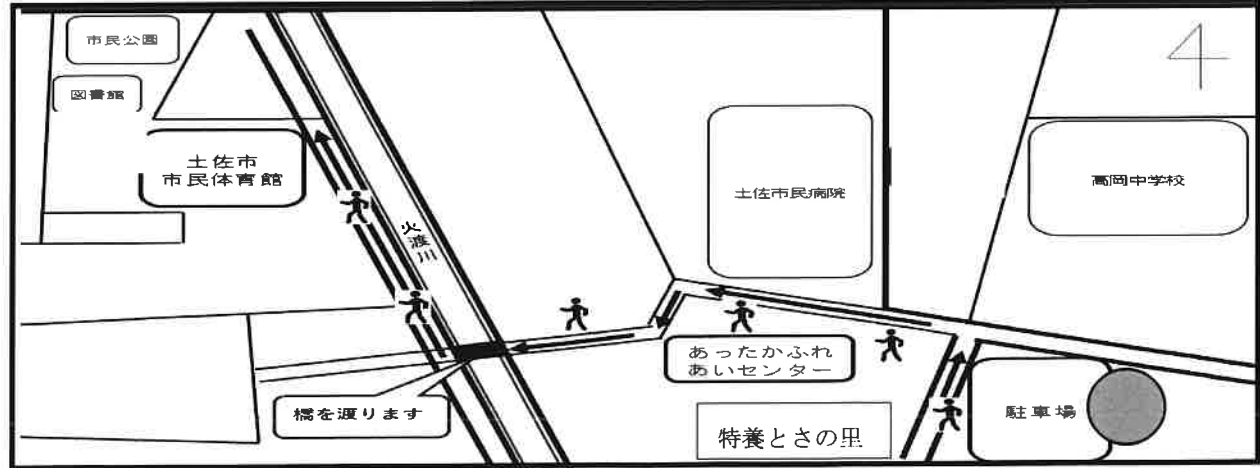 市民公園
図書館
土佐市
市民体育館
火渡川
土佐市民病院
高岡中学校
あったかふれ
あいセンター
橋を渡ります
特養とさの里
駐車場